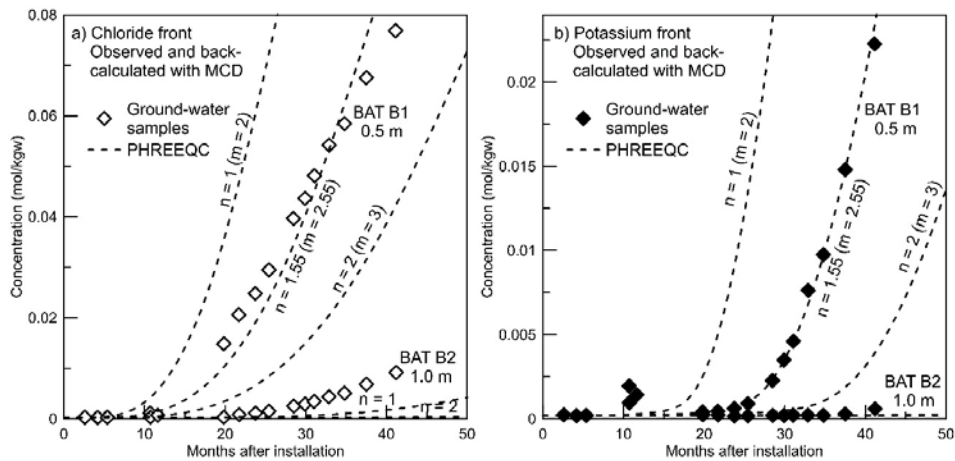 0.08
0.06
0.04
0.02
0
Concentration (mol/kgw)
a) Chloride front
Observed and back-
calculated with MCD
Ground-water
samples
PHREEQC
n = 1 (m = 2)
BAT B1
0.5 m
n = 1.55 (m = 2.55)
n = 2 (m = 3)
BAT B2
1.0 m
n = 1
n = 2
0 10 20 30 40 50
Months after installation
0.02
0.015
0.01
0.005
0
Concentration (mol/kgw)
b) Potassium front
Observed and back-
calculated with MCD
Ground-water
samples
PHREEQC
n = 1 (m = 2)
BAT B1
0.5 m
n = 1.55 (m = 2.55)
n = 2 (m = 3)
BAT B2
1.0 m
0 10 20 30 40 50
Months after installation